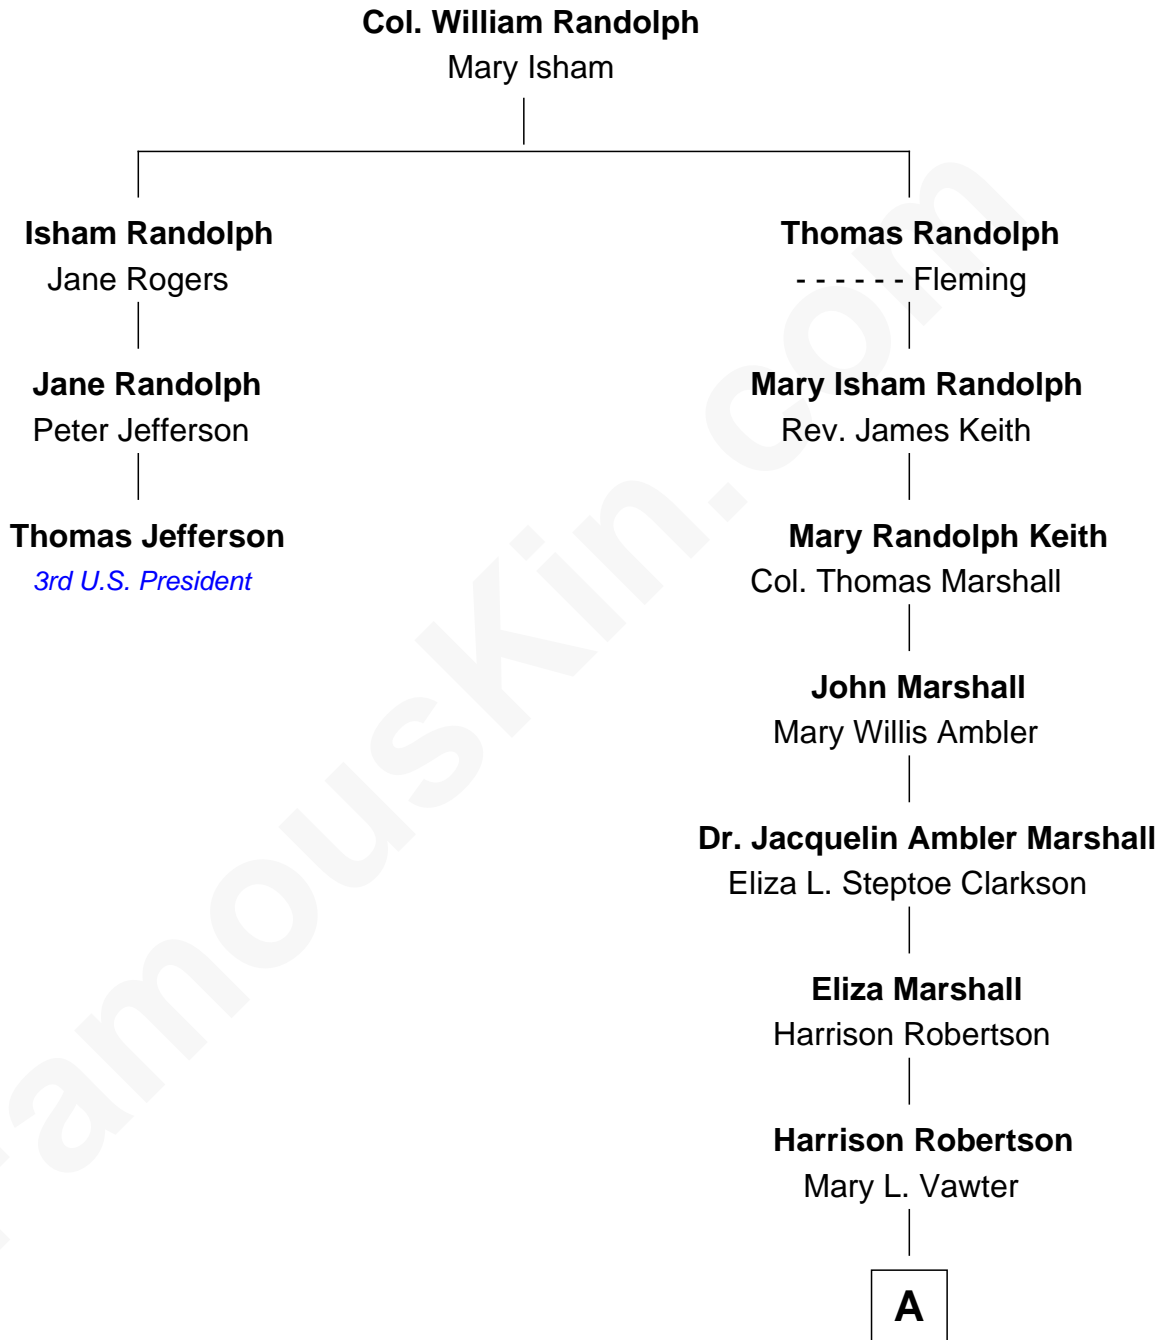 Col. William Randolph
Mary Isham
Isham Randolph
Jane Rogers
Thomas Randolph
- - - - - - Fleming
Jane Randolph
Peter Jefferson
Mary Isham Randolph
Rev. James Keith
Thomas Jefferson
3rd U.S. President
Mary Randolph Keith
Col. Thomas Marshall
John Marshall
Mary Willis Ambler
Dr. Jacquelin Ambler Marshall
Eliza L. Steptoe Clarkson
Eliza Marshall
Harrison Robertson
Harrison Robertson
Mary L. Vawter
A
FamousKin.com